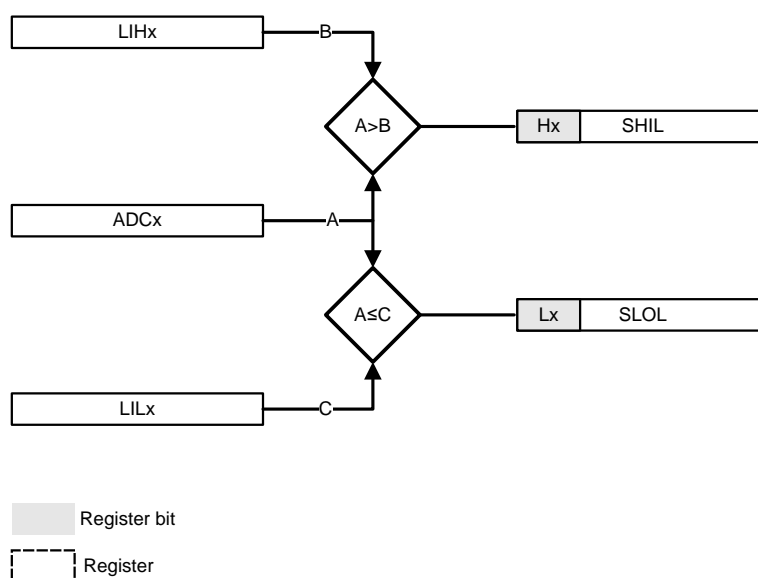 LIHx
B
A>B
Hx
SHIL
ADCx
A
A≤C
Lx
SLOL
LILx
C
Register bit
Register